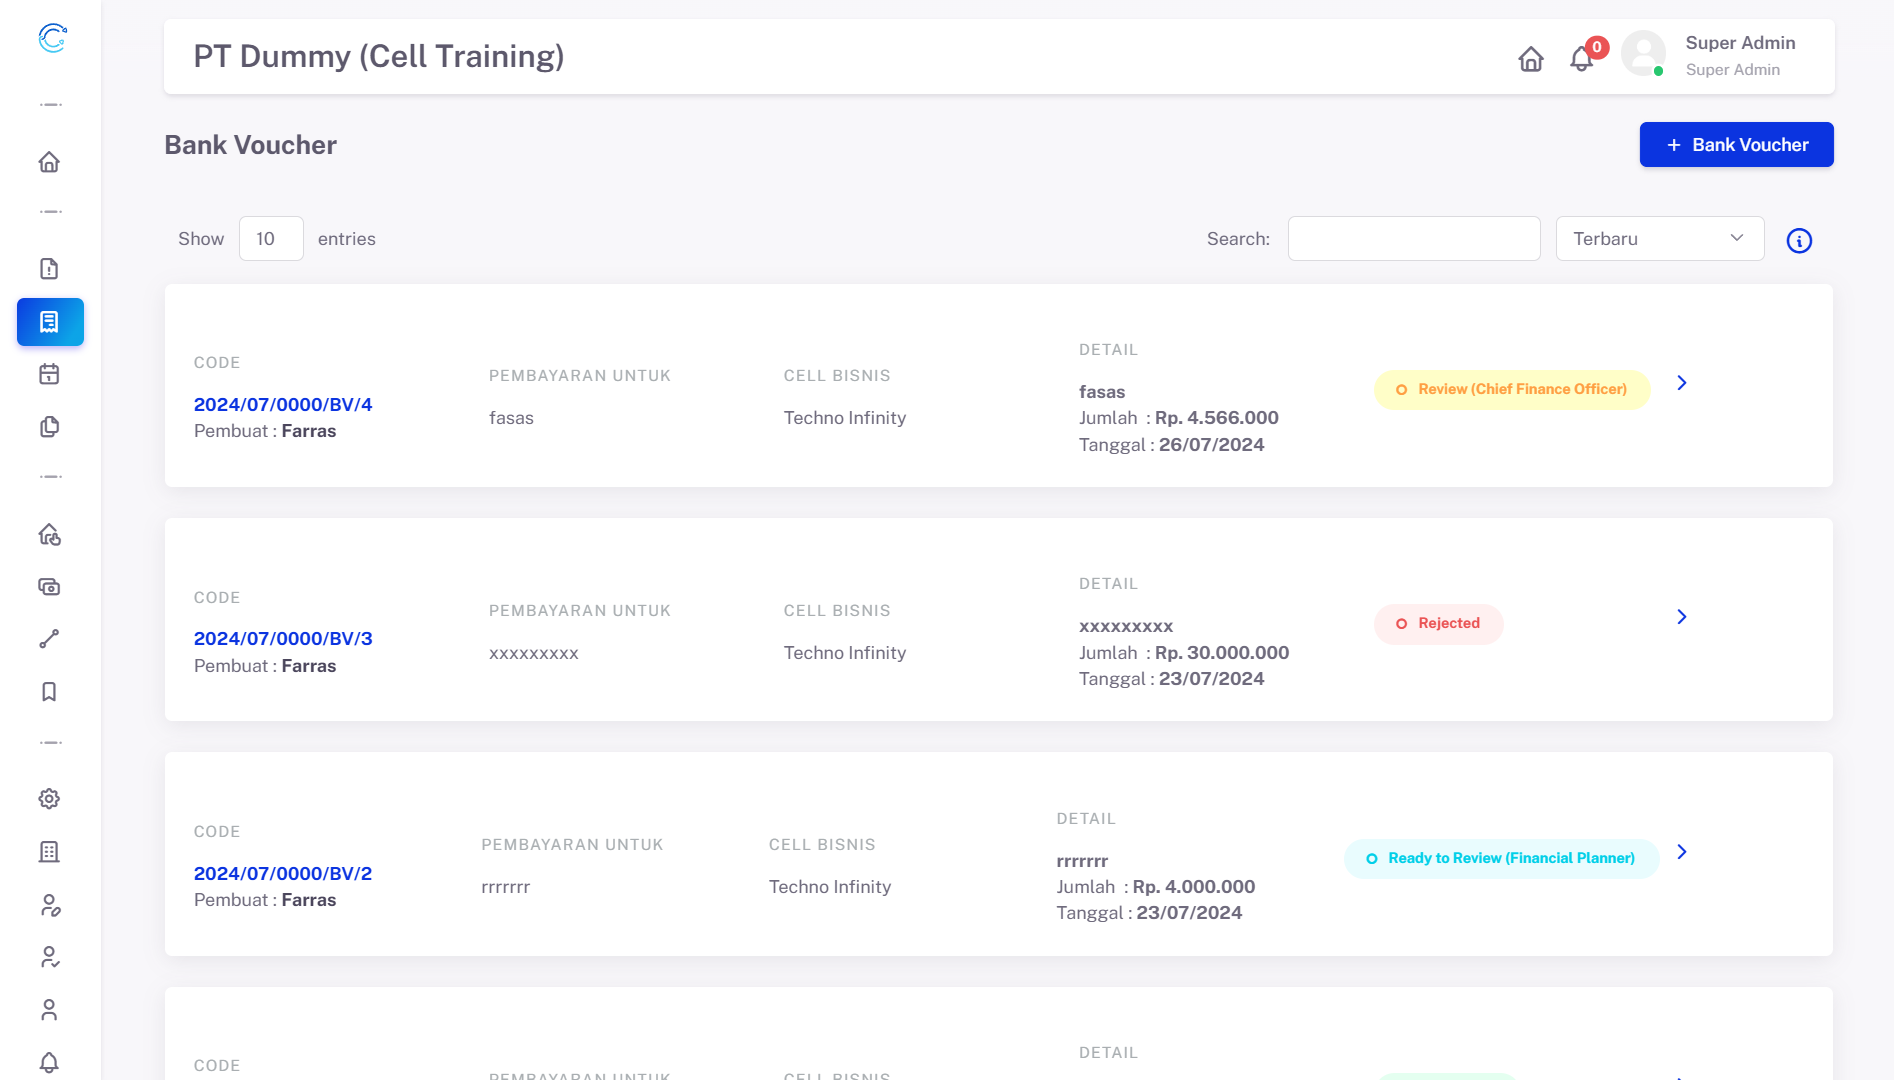 PT Dummy (Cell Training)
0
Super Admin
Super Admin
Bank Voucher
+ Bank Voucher
Show 10 entries
Search:
Terbaru
CODE
2024/07/0000/BV/4
Pembuat : Farras
PEMBAYARAN UNTUK
fasas
CELL BISNIS
Techno Infinity
DETAIL
fasas
Jumlah : Rp. 4.566.000
Tanggal : 26/07/2024
Review (Chief Finance Officer)
CODE
2024/07/0000/BV/3
Pembuat : Farras
PEMBAYARAN UNTUK
xxxxxxxxx
CELL BISNIS
Techno Infinity
DETAIL
xxxxxxxxx
Jumlah : Rp. 30.000.000
Tanggal : 23/07/2024
Rejected
CODE
2024/07/0000/BV/2
Pembuat : Farras
PEMBAYARAN UNTUK
rrrrrrr
CELL BISNIS
Techno Infinity
DETAIL
rrrrrrr
Jumlah : Rp. 4.000.000
Tanggal : 23/07/2024
Ready to Review (Financial Planner)
CODE
PEMBAYARAN UNTUK
CELL BISNIS
DETAIL